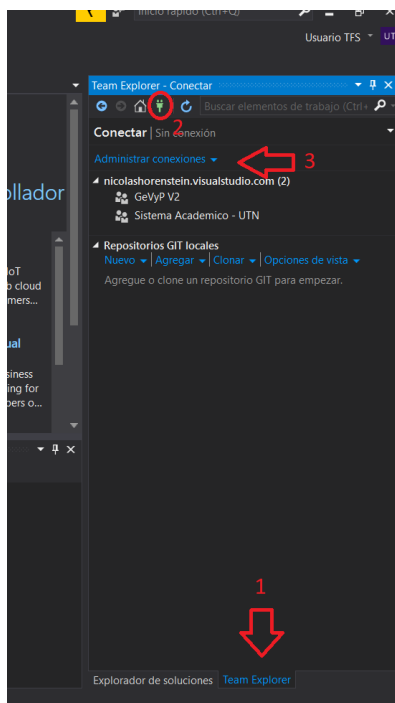 Inicio rápido (Ctrl+Q)
Usuario TFS
UT
Team Explorer - Conectar
Buscar elementos de trabajo (Ctrl+
2
Conectar | Sin conexión
Administrar conexiones
3
ollador
nicolashorenstein.visualstudio.com (2)
GeVyP V2
Sistema Academico - UTN
Repositorios GIT locales
Nuevo | Agregar | Clonar | Opciones de vista
Agregue o clone un repositorio GIT para empezar.
IoT
b cloud
mers...
ual
siness
ing for
pers o...
1
Explorador de soluciones
Team Explorer